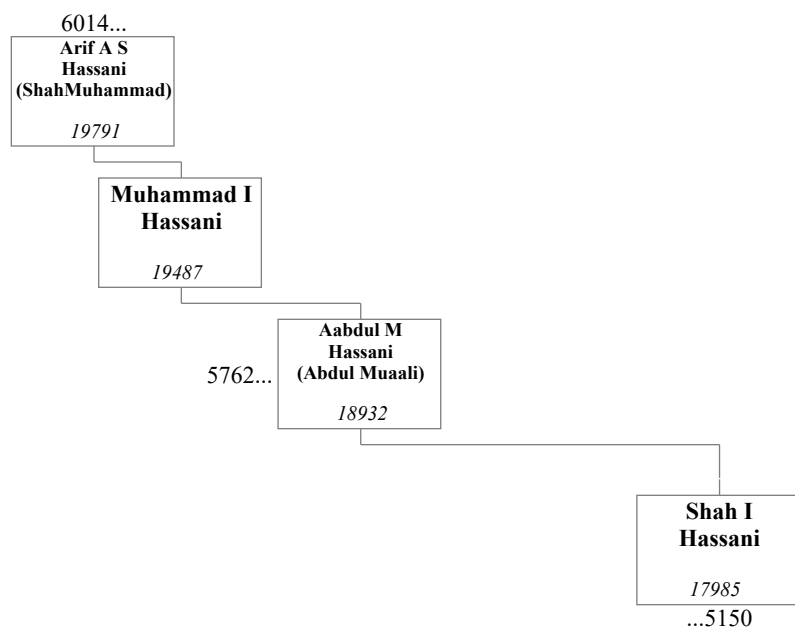 6014...
Arif A S
Hassani
(ShahMuhammad)
19791
Muhammad I
Hassani
19487
Aabdul M
Hassani
(Abdul Muaali)
5762...
18932
Shah I
Hassani
17985
...5150